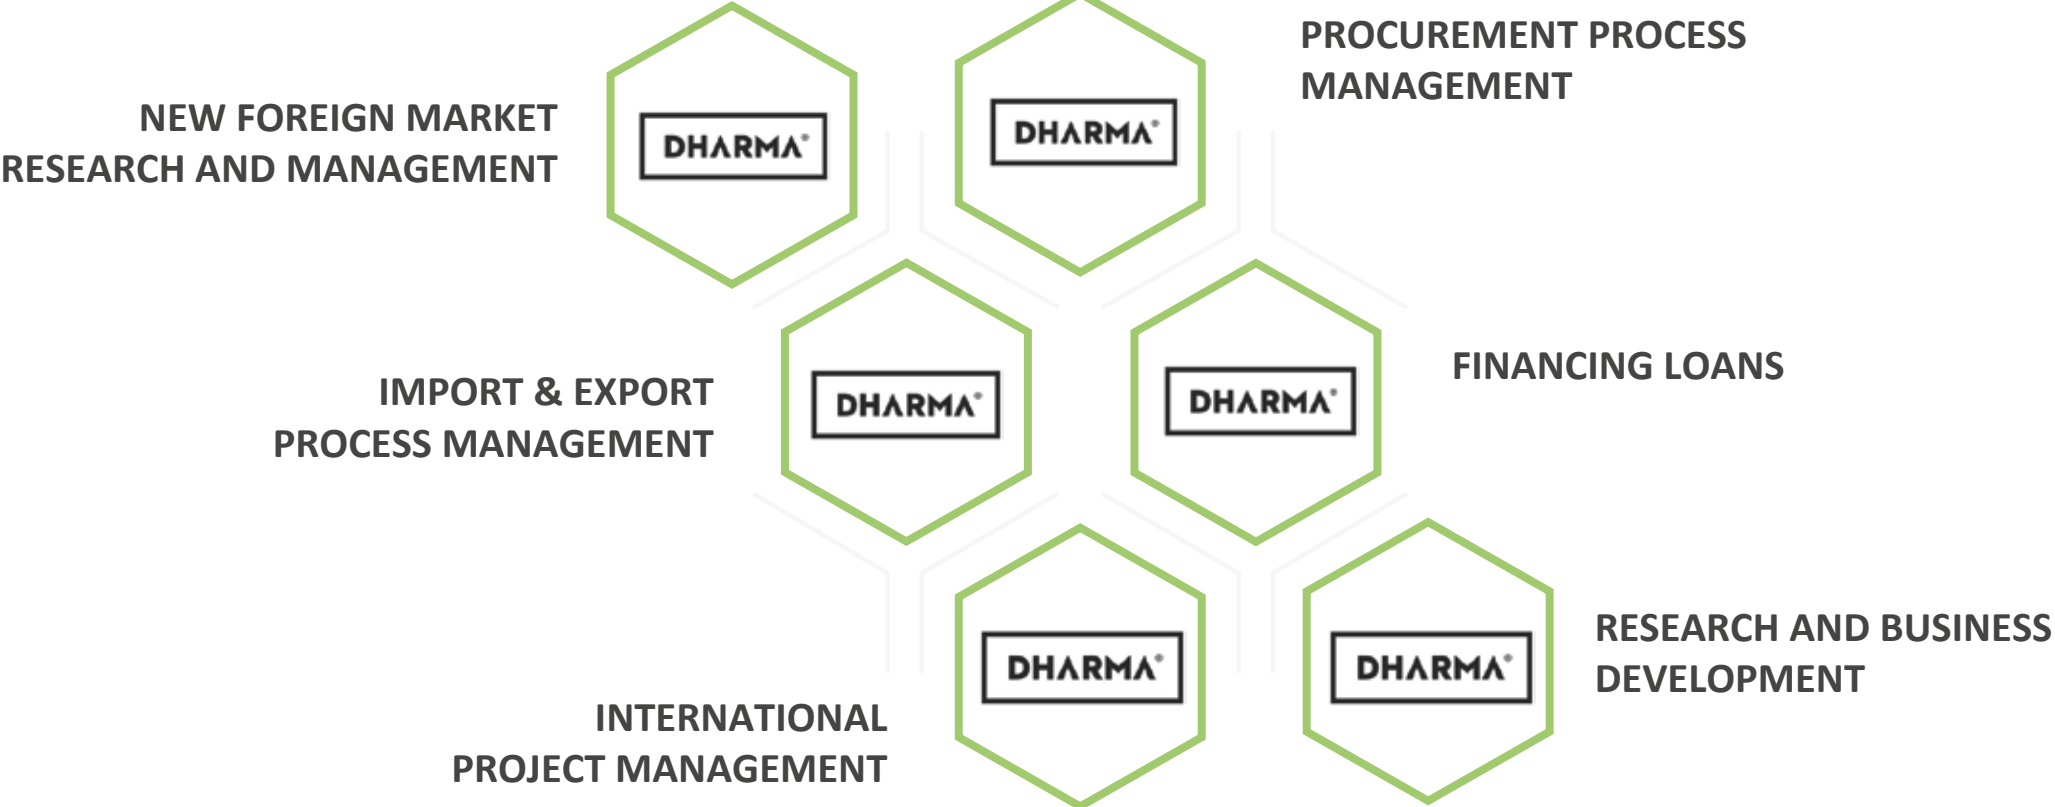 NEW FOREIGN MARKET
RESEARCH AND MANAGEMENT
DHARMA®
DHARMA®
PROCUREMENT PROCESS
MANAGEMENT
IMPORT & EXPORT
PROCESS MANAGEMENT
DHARMA®
DHARMA®
FINANCING LOANS
INTERNATIONAL
PROJECT MANAGEMENT
DHARMA®
DHARMA®
RESEARCH AND BUSINESS
DEVELOPMENT